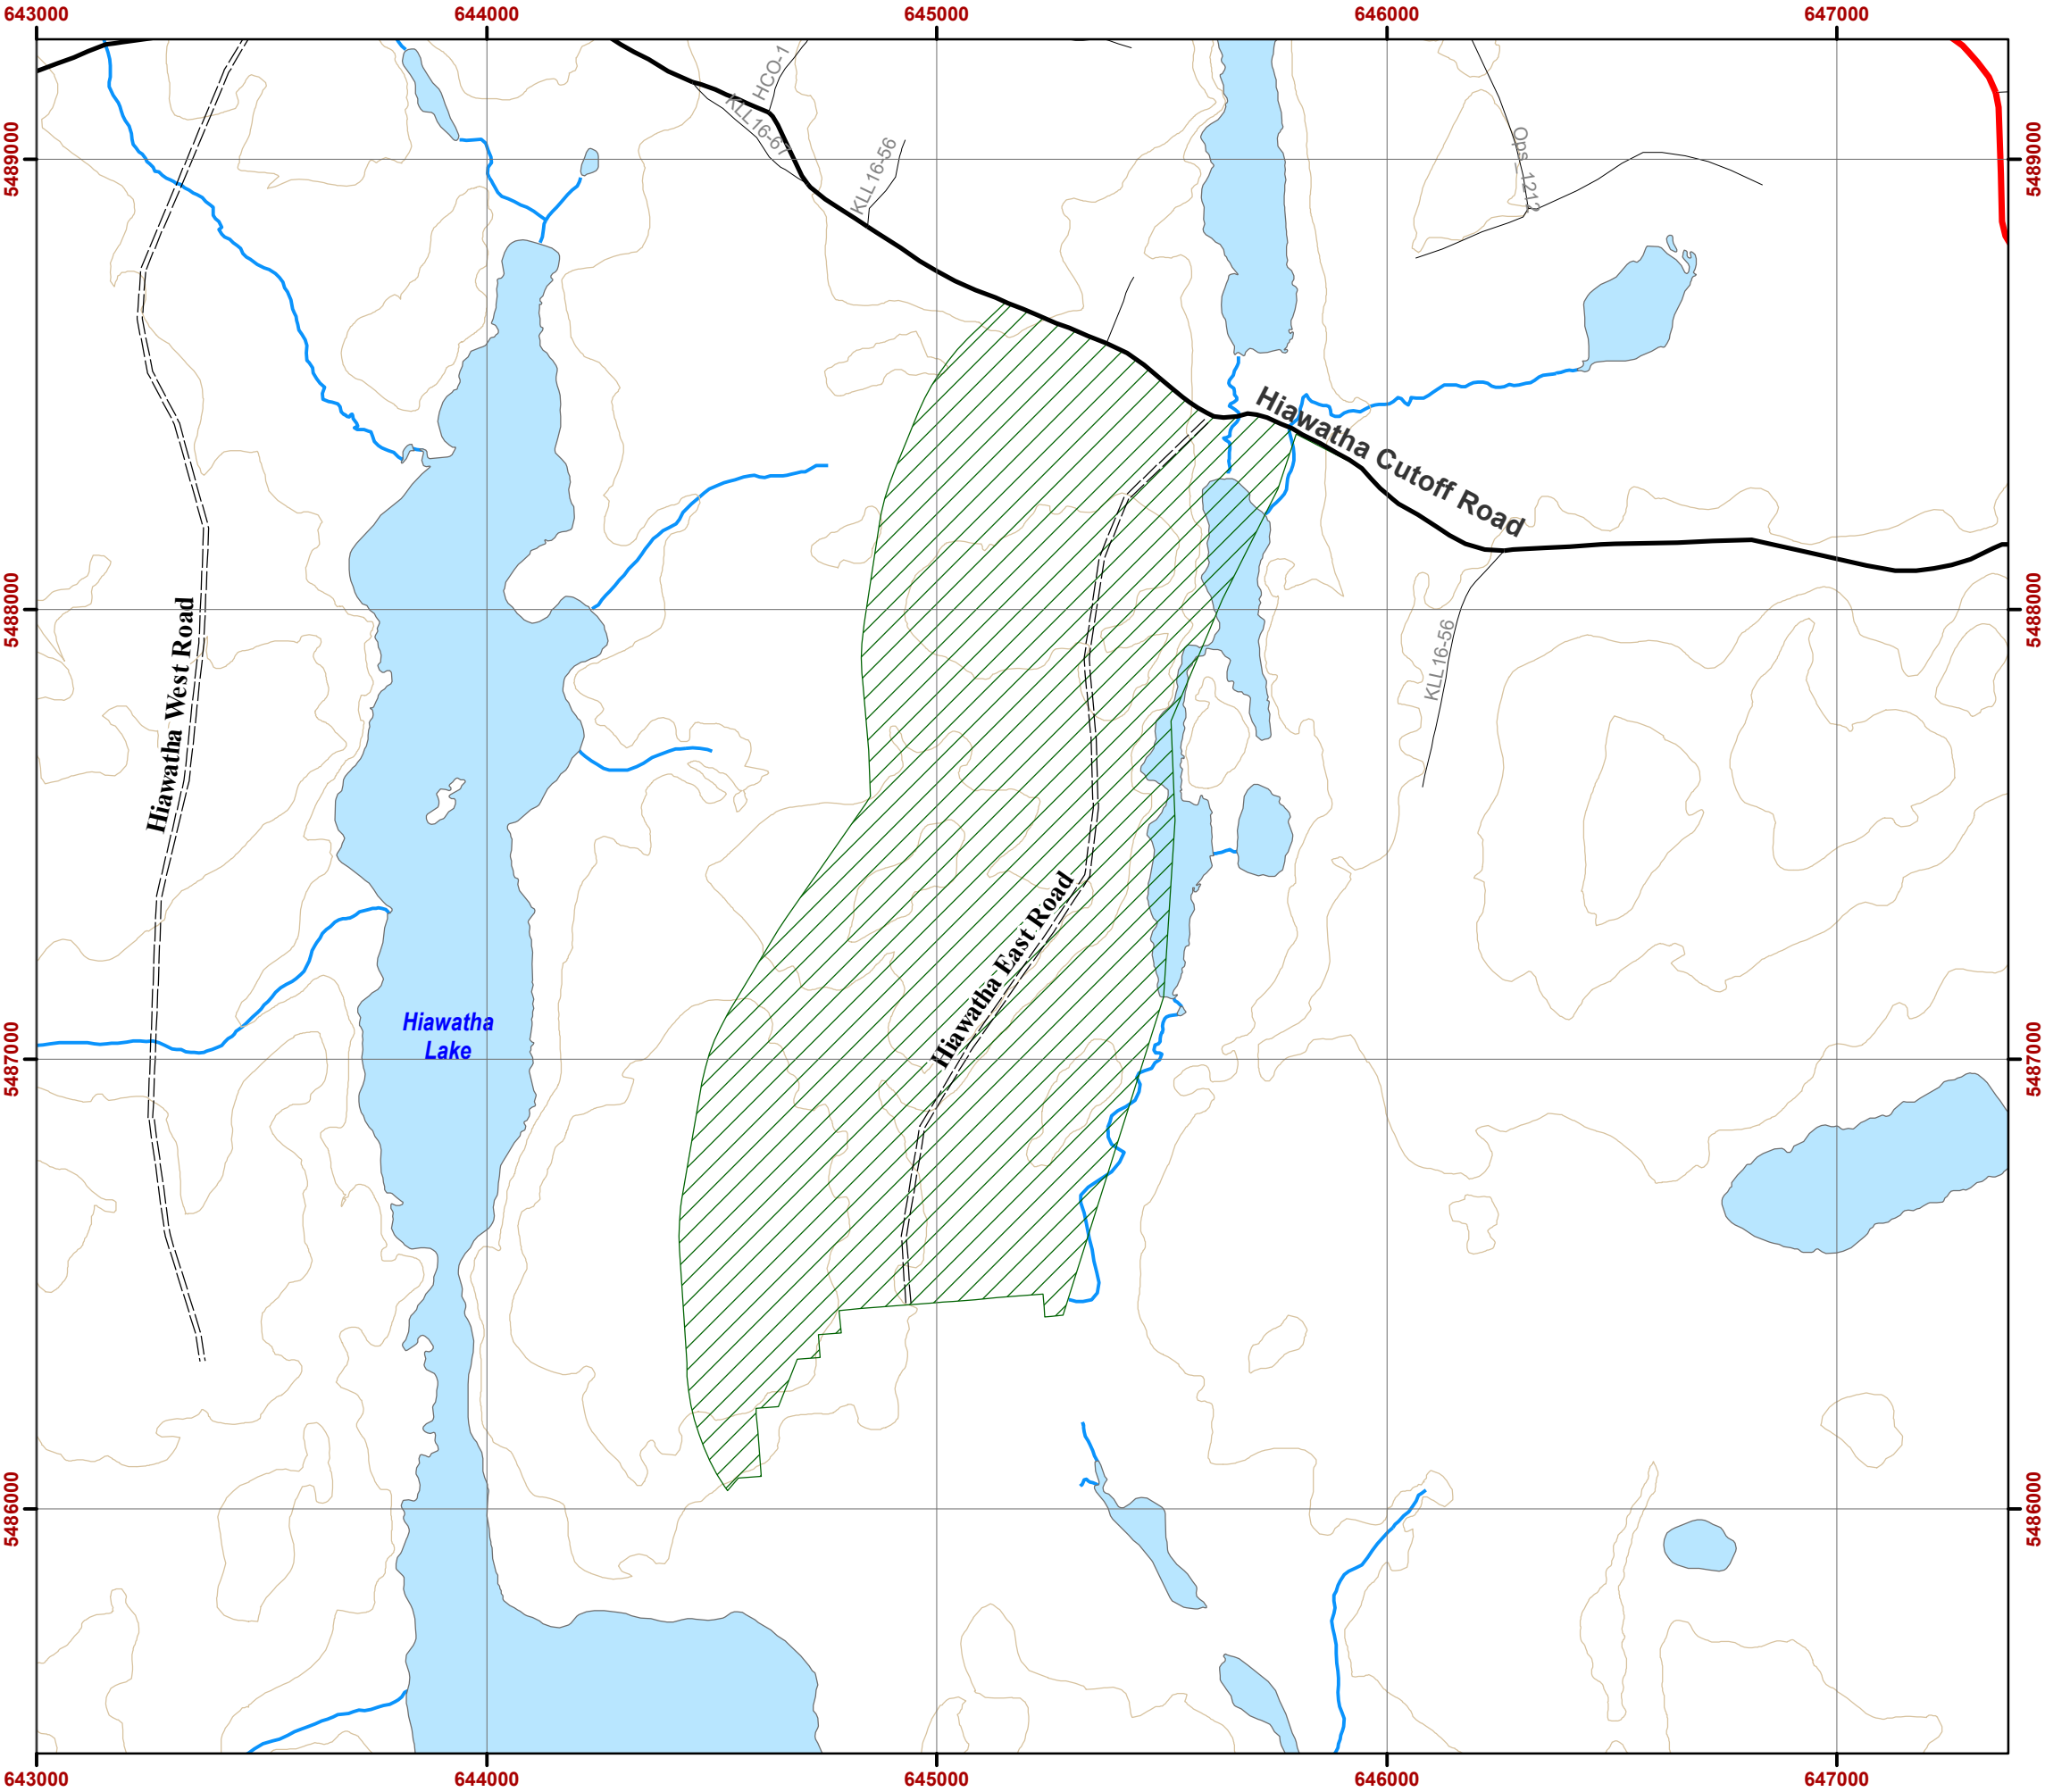 643000
644000
645000
646000
647000
HCO-1
KLL16-67
KLL16-56
Ops_1212
5489000
5489000
Hiawatha Cutoff Road
5488000
5488000
Hiawatha West Road
KLL16-56
Hiawatha East Road
Hiawatha
Lake
5487000
5487000
5486000
5486000
643000
644000
645000
646000
647000